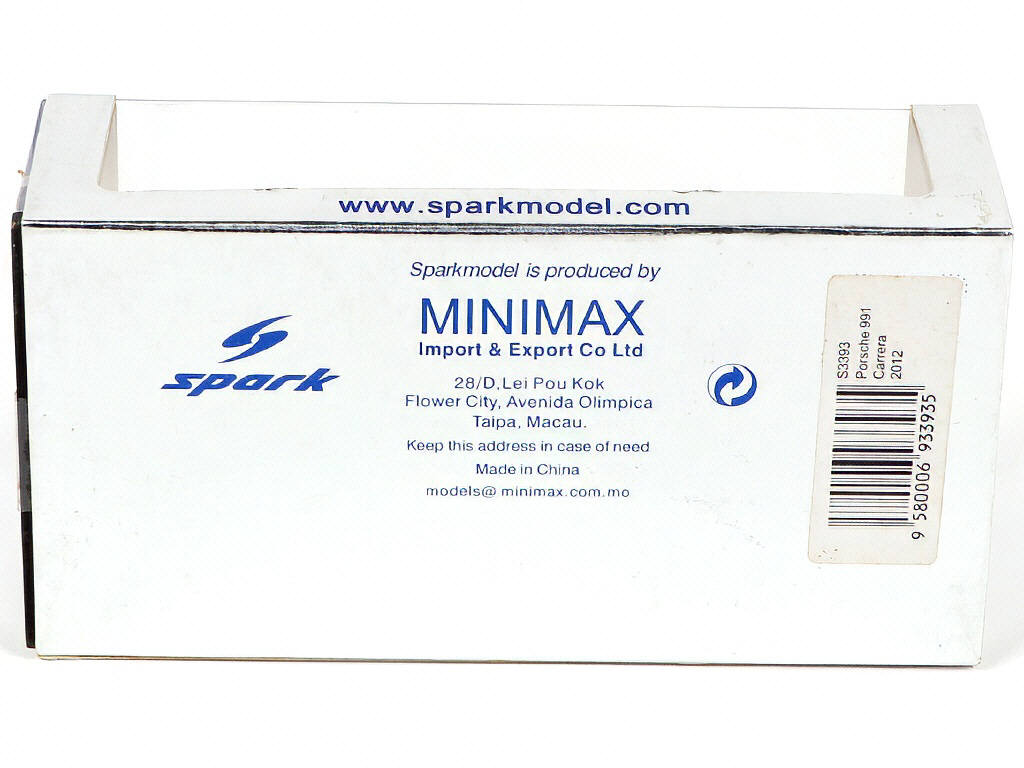 www.sparkmodel.com
Sparkmodel is produced by
MINIMAX
Import & Export Co Ltd
spark
28/D,Lei Pou Kok
Flower City, Avenida Olimpica
Taipa, Macau.
Keep this address in case of need
Made in China
models@minimax.com.mo
S3393
Porsche 991
Carrera
2012
9 580006 933935